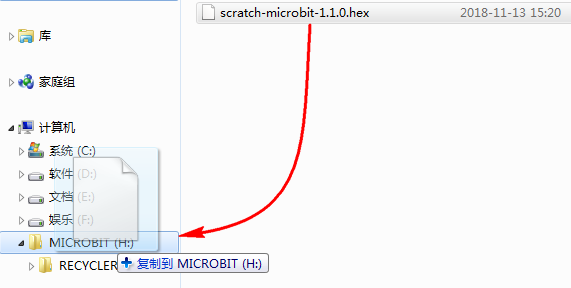 scratch-microbit-1.1.0.hex 2018-11-13 15:20
库
家庭组
计算机
系统 (C:)
软件 (D:)
文档 (E:)
娱乐 (F:)
MICROBIT (H:)
RECYCLER
复制到 MICROBIT (H:)